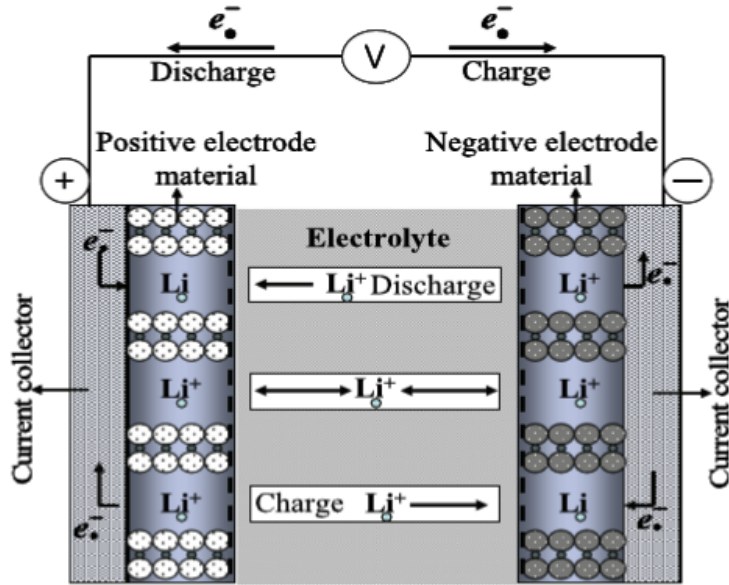 e⁻ e⁻
V
Discharge Charge
Positive electrode
material
Negative electrode
material
+ −
Electrolyte
e⁻ Li Li⁺ Discharge Li⁺ e⁻
Li⁺ Li⁺ Li⁺
e⁻ Li⁺ Charge Li⁺ Li e⁻
Current collector
Current collector